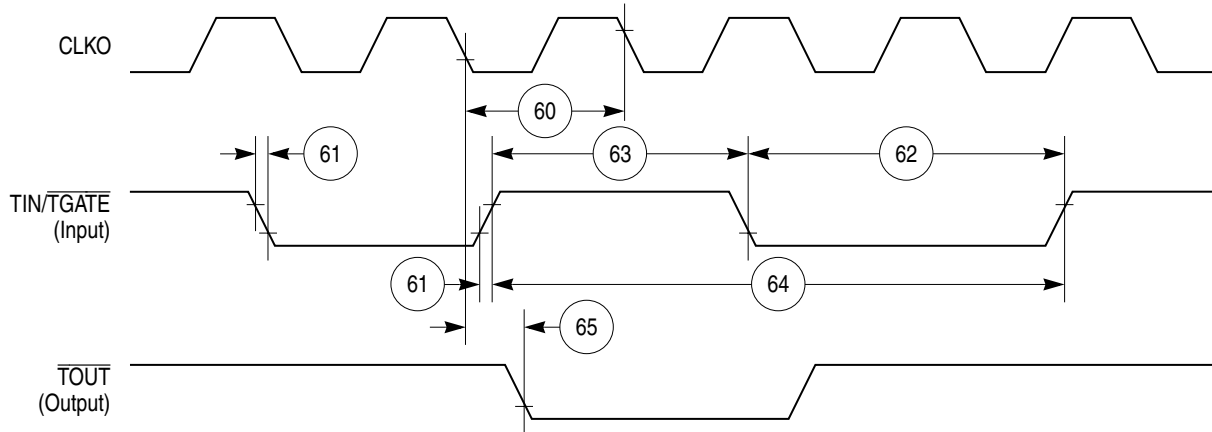 CLKO
60
61
63
62
TIN/TGATE
(Input)
61
64
65
TOUT
(Output)